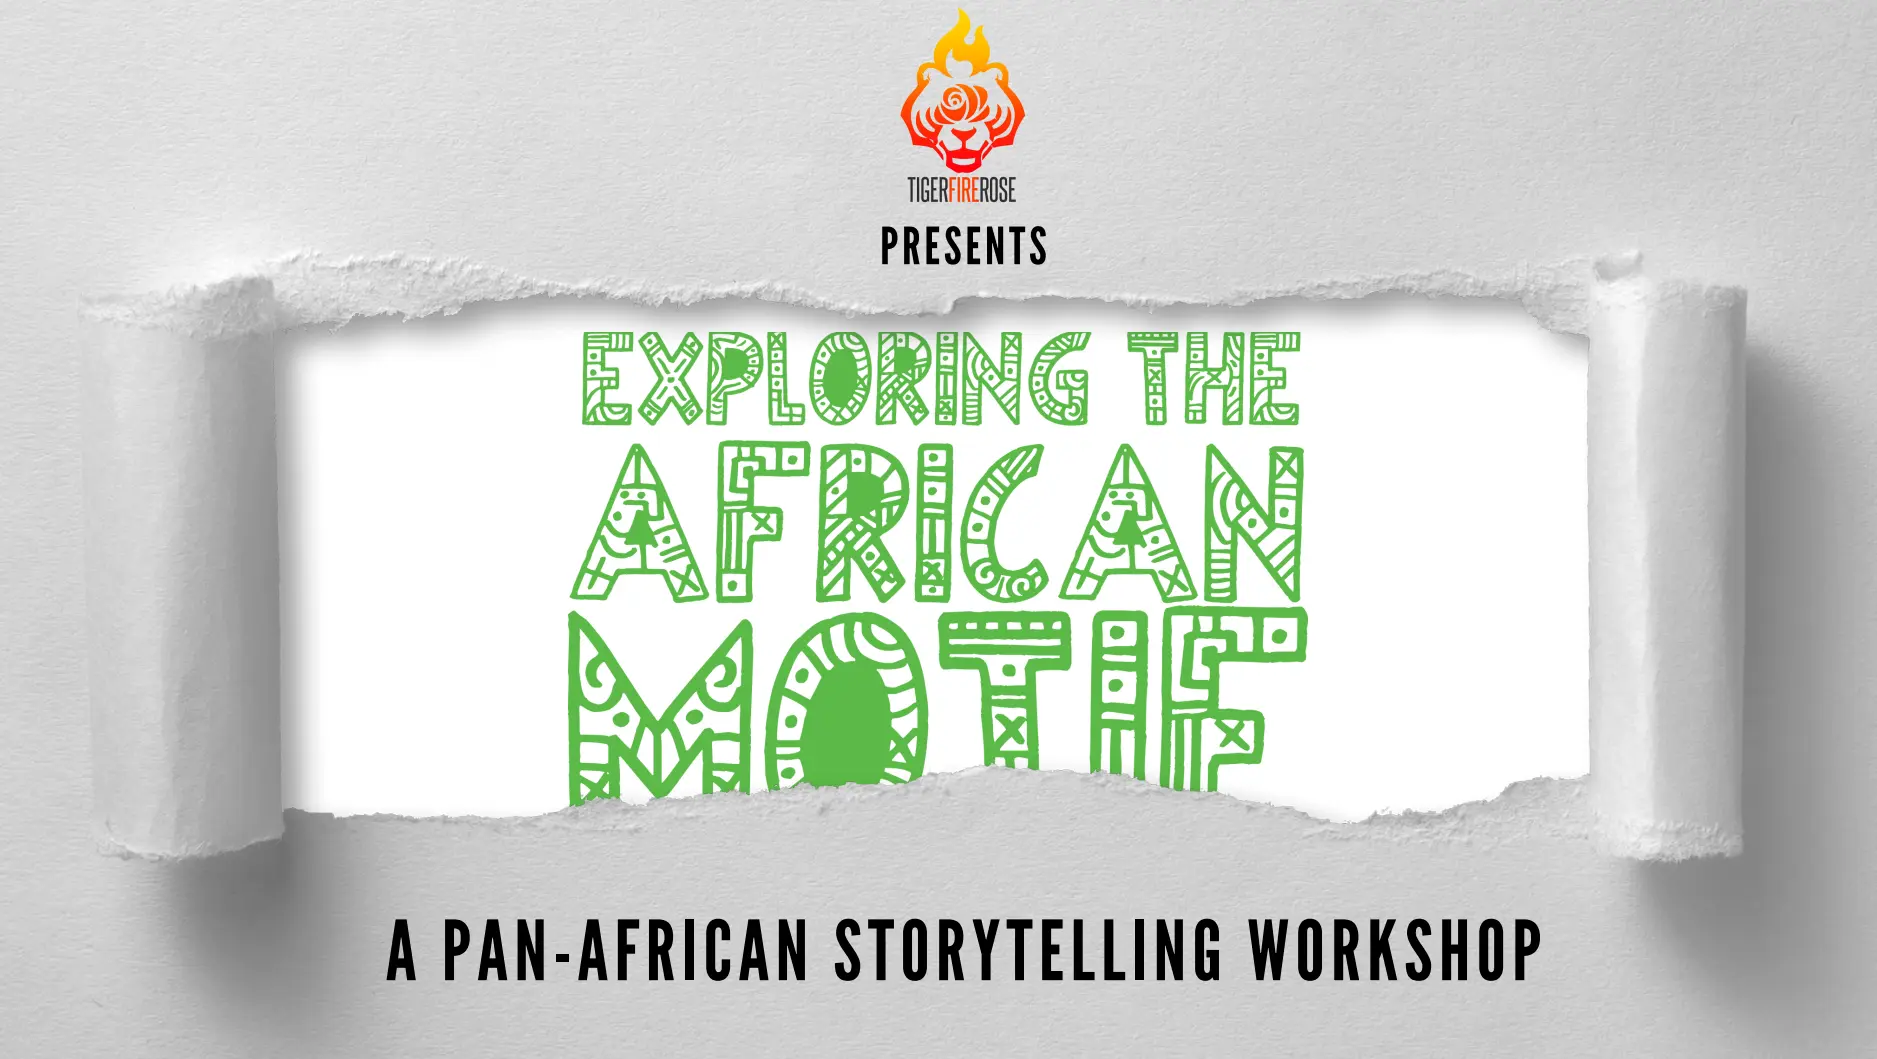 TIGERFIREROSE
PRESENTS
EXPLORING THE
AFRICAN
MOTIF
A PAN-AFRICAN STORYTELLING WORKSHOP